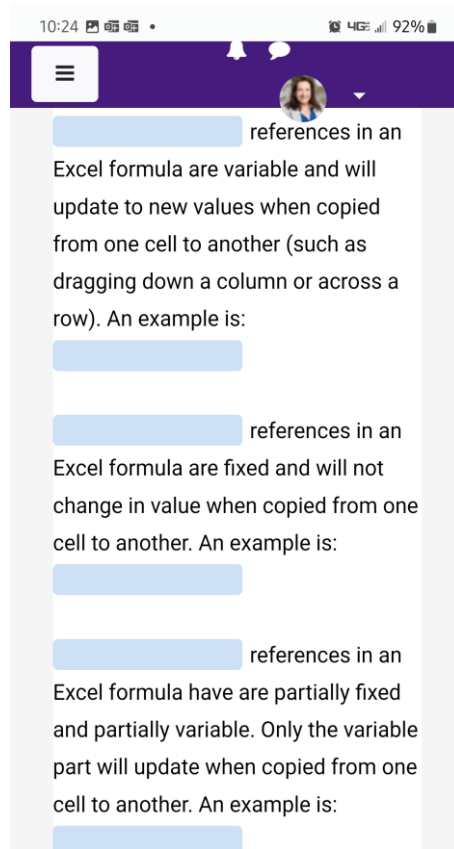 10:24 92%
4GE
references in an
Excel formula are variable and will
update to new values when copied
from one cell to another (such as
dragging down a column or across a
row). An example is:
references in an
Excel formula are fixed and will not
change in value when copied from one
cell to another. An example is:
references in an
Excel formula have are partially fixed
and partially variable. Only the variable
part will update when copied from one
cell to another. An example is: